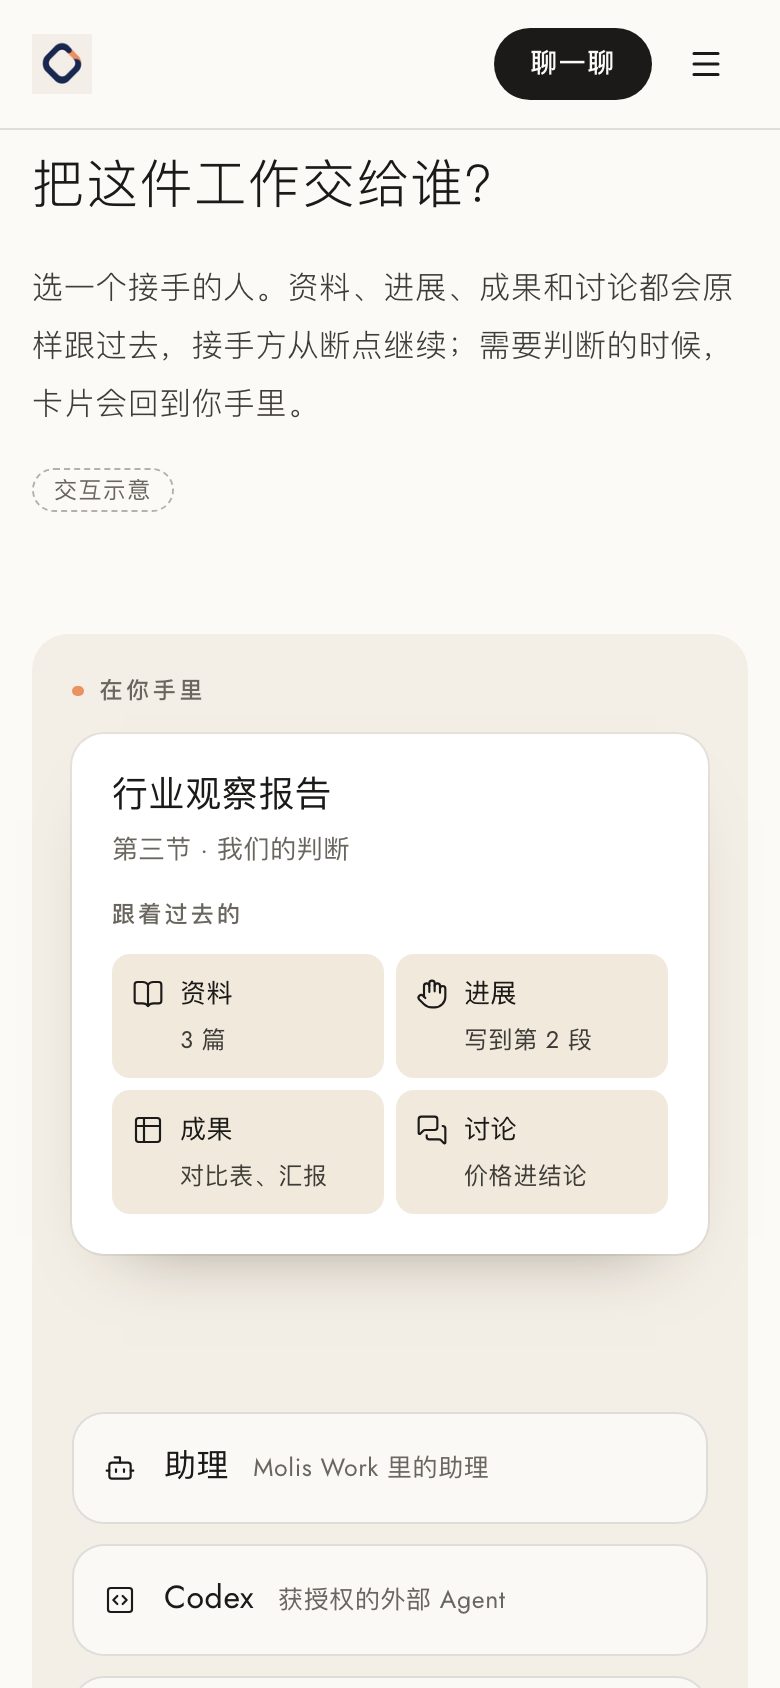 聊一聊
把这件工作交给谁？
选一个接手的人。资料、进展、成果和讨论都会原
样跟过去，接手方从断点继续；需要判断的时候，
卡片会回到你手里。
交互示意
在你手里
行业观察报告
第三节 · 我们的判断
跟着过去的
资料
3 篇
进展
写到第 2 段
成果
对比表、汇报
讨论
价格进结论
助理 Molis Work 里的助理
Codex 获授权的外部 Agent